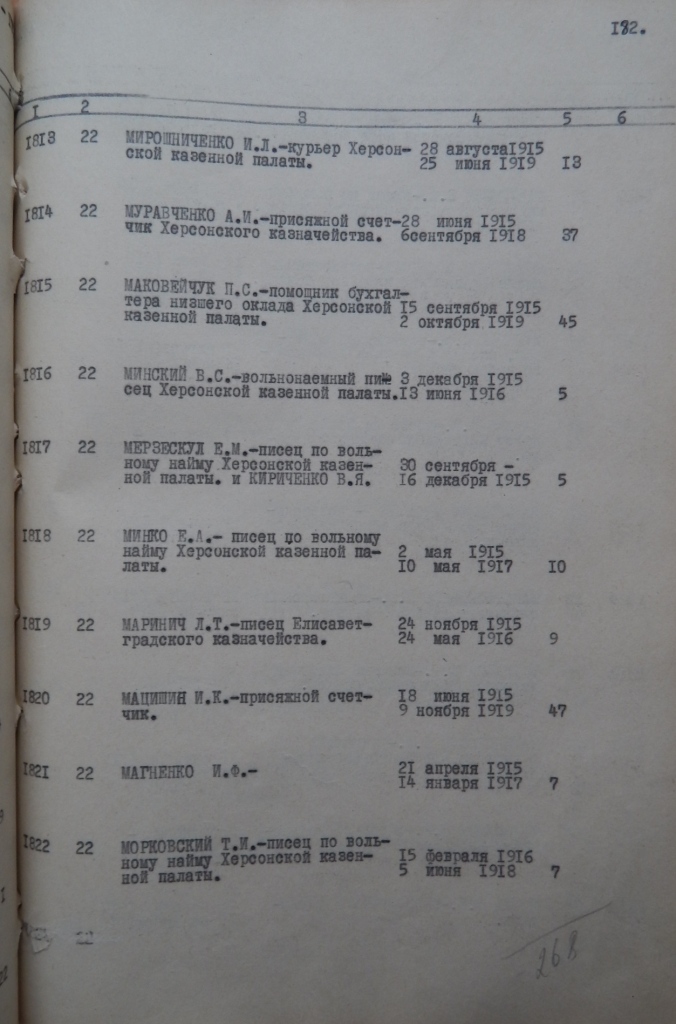 182.
1 2 3 4 5 6
1813 22 МИРОШНИЧЕНКО И.Л.-курьер Херсон- 28 августа1915
ской казенной палаты. 25 июня 1919 13
1814 22 МУРАВЧЕНКО А.И.-присяжной счет-28 июня 1915
чик Херсонского казначейства. 6сентября 1918 37
1815 22 МАКОВЕЙЧУК П.С.-помощник бухгал-
тера низшего оклада Херсонской 15 сентября 1915
казенной палаты. 2 октября 1919 45
1816 22 МИНСКИЙ В.С.-вольнонаемный пи- 3 декабря 1915
сец Херсонской казенной палаты.13 июня 1916 5
1817 22 МЕРЗЕСКУЛ Е.М.-писец по воль-
ному найму Херсонской казен- 30 сентября -
ной палаты. и КИРИЧЕНКО В.Я. 16 декабря 1915 5
1818 22 МИНКО Е.А.- писец по вольному
найму Херсонской казенной па- 2 мая 1915
латы. 10 мая 1917 10
1819 22 МАРИНИЧ Л.Т.-писец Елисавет- 24 ноября 1915
градского казначейства. 24 мая 1916 9
1820 22 МАЦИШИН И.К.-присяжной счет- 18 июня 1915
чик. 9 ноября 1919 47
1821 22 МАГНЕНКО И.Ф.- 21 апреля 1915
14 января 1917 7
1822 22 МОРКОВСКИЙ Т.И.-писец по воль-
ному найму Херсонской казен- 15 февраля 1916
ной палаты. 5 июня 1918 7
268